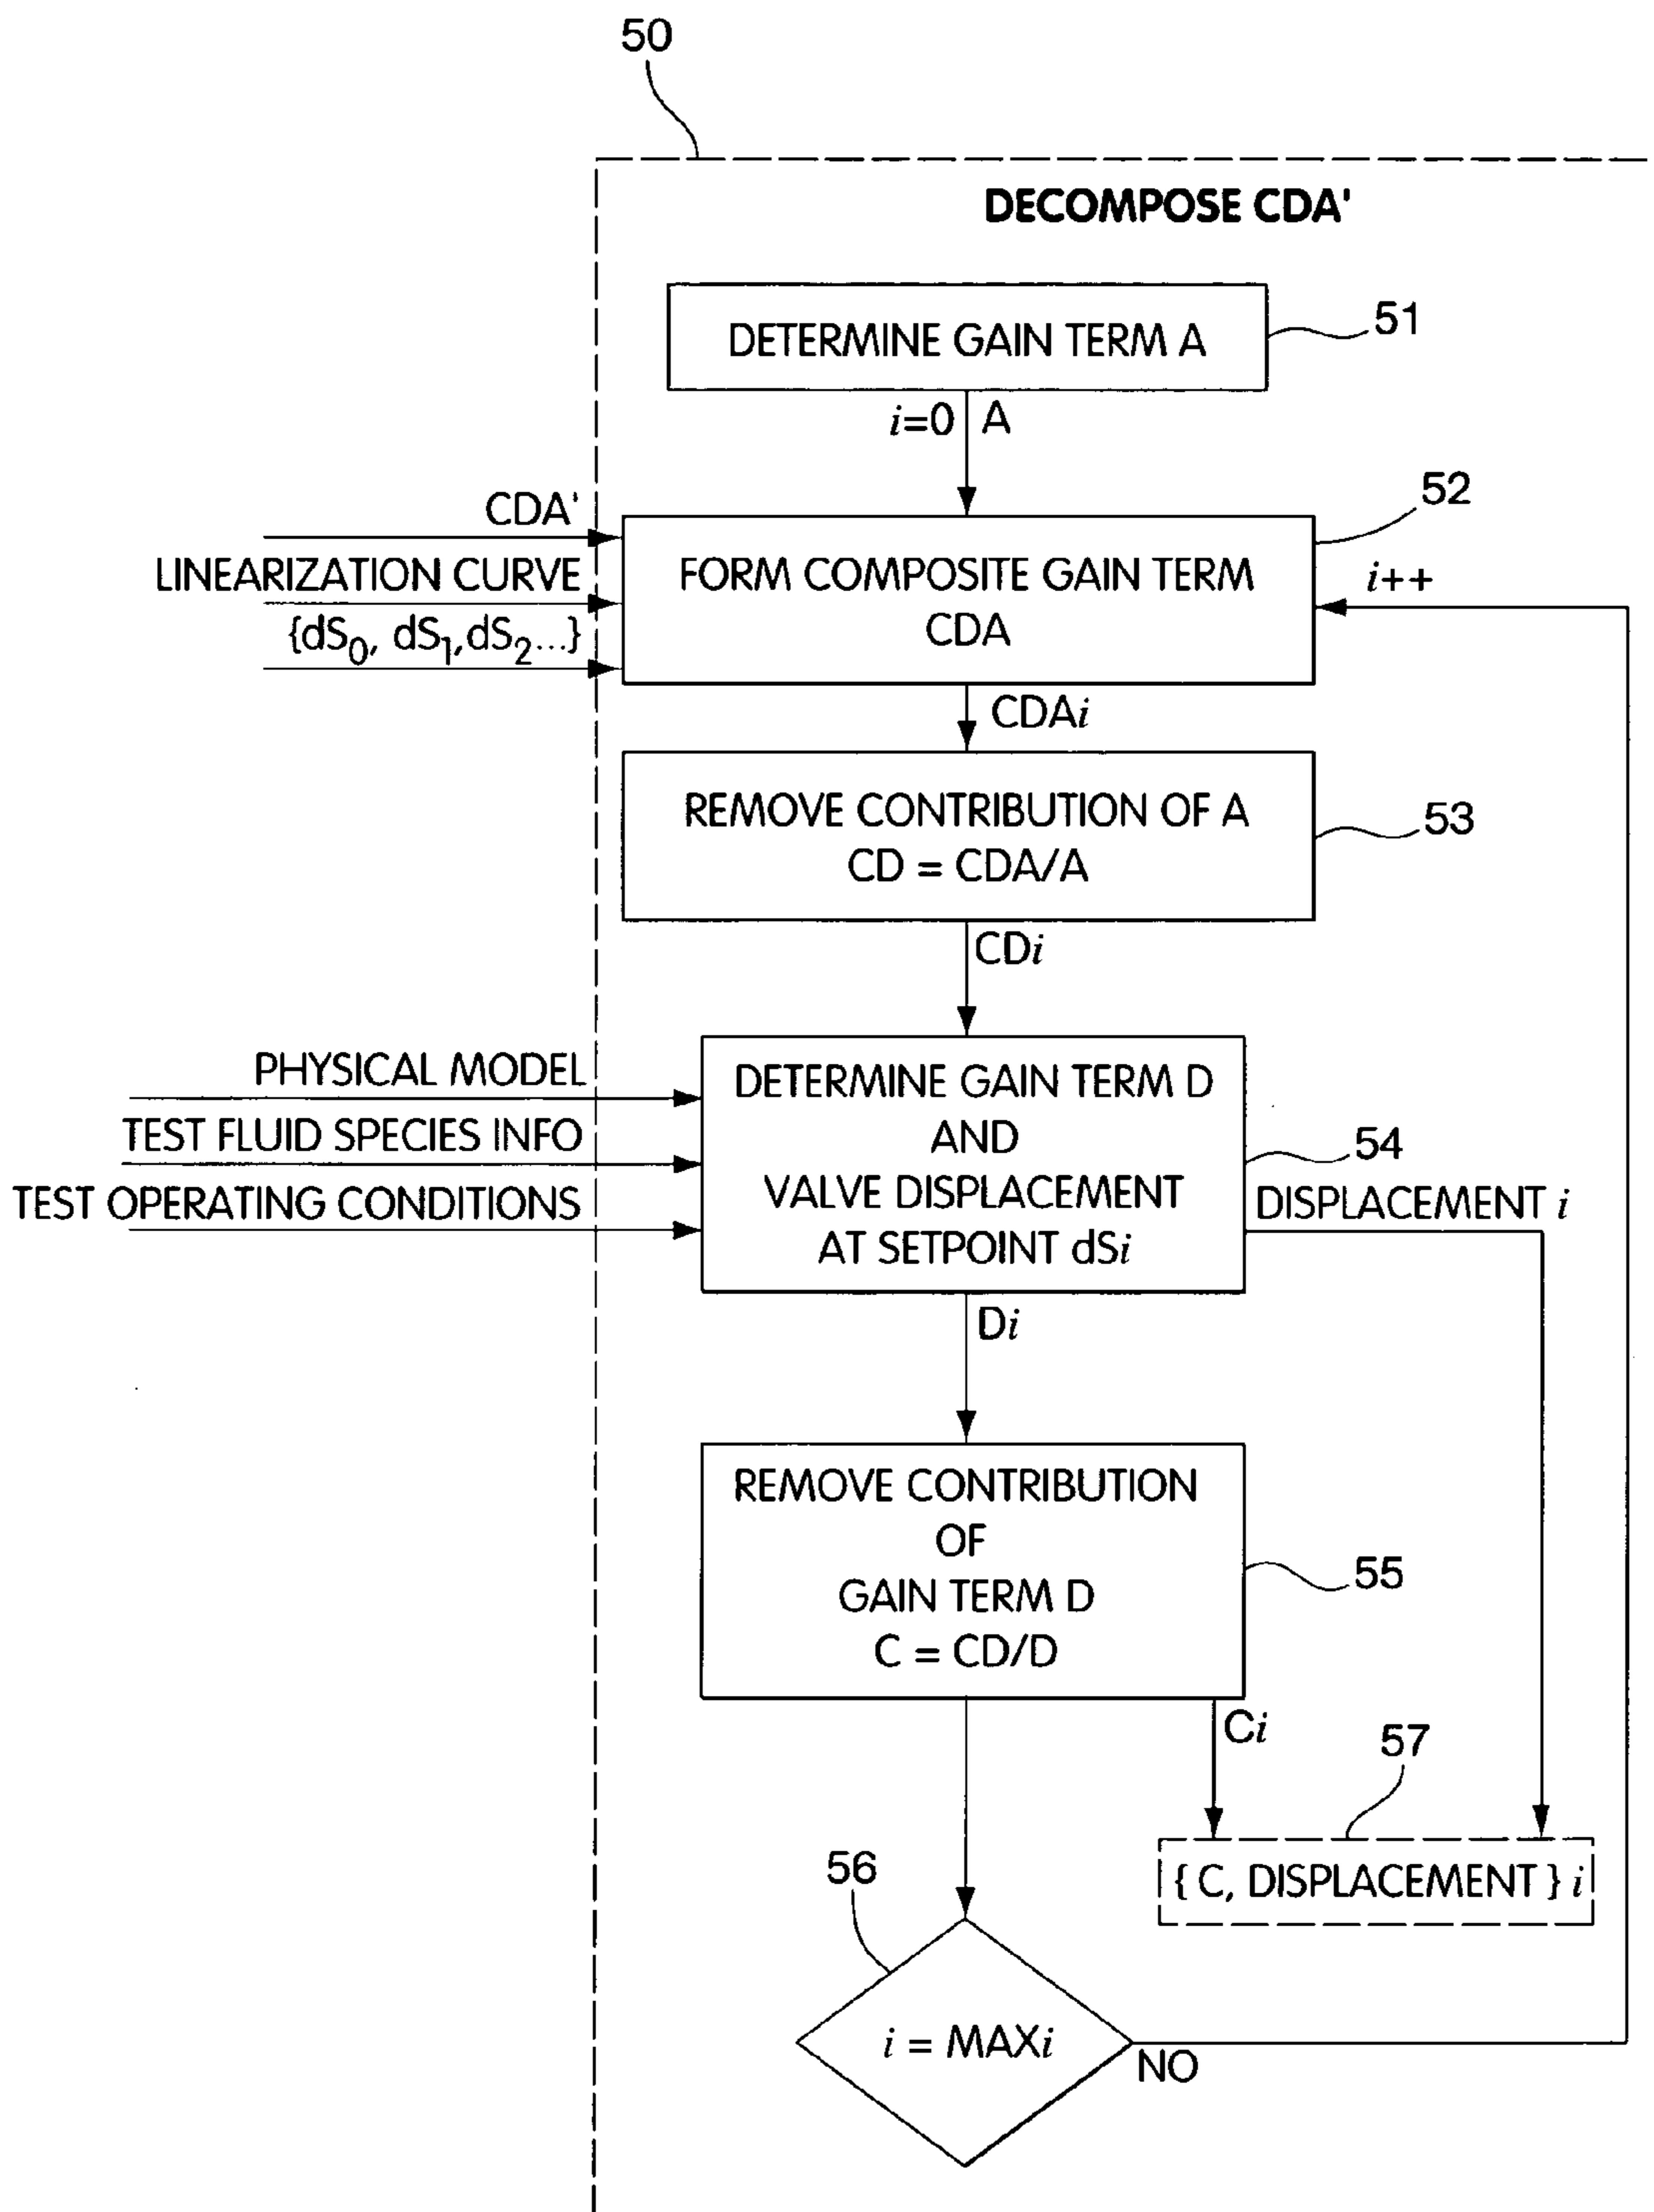 50
DECOMPOSE CDA'
DETERMINE GAIN TERM A
51
i=0 A
CDA'
LINEARIZATION CURVE
{dS0, dS1,dS2...}
52
FORM COMPOSITE GAIN TERM
CDA
i++
CDAi
REMOVE CONTRIBUTION OF A
CD = CDA/A
53
CDi
PHYSICAL MODEL
TEST FLUID SPECIES INFO
TEST OPERATING CONDITIONS
DETERMINE GAIN TERM D
AND
VALVE DISPLACEMENT
AT SETPOINT dSi
54
DISPLACEMENT i
Di
REMOVE CONTRIBUTION
OF
GAIN TERM D
C = CD/D
55
Ci
57
{ C, DISPLACEMENT } i
56
i = MAXi
NO